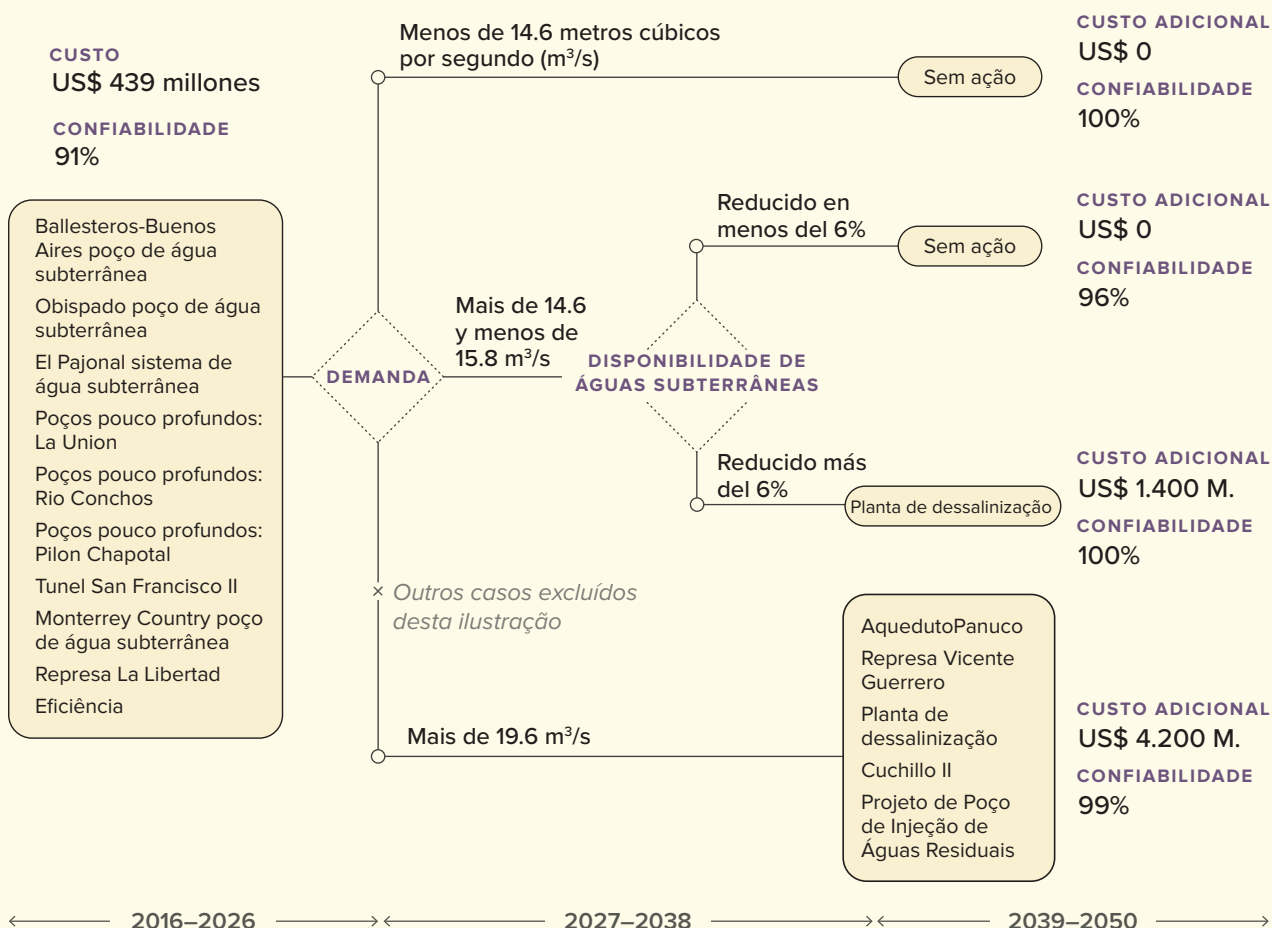 CUSTO
US$ 439 millones
CONFIABILIDADE
91%
Ballesteros-Buenos
Aires poço de água
subterrânea
Obispado poço de água
subterrânea
El Pajonal sistema de
água subterrânea
Poços pouco profundos:
La Union
Poços pouco profundos:
Rio Conchos
Poços pouco profundos:
Pilon Chapotal
Tunel San Francisco II
Monterrey Country poço
de água subterrânea
Represa La Libertad
Eficiência
DEMANDA
Menos de 14.6 metros cúbicos
por segundo (m³/s)
Sem ação
CUSTO ADICIONAL
US$ 0
CONFIABILIDADE
100%
Mais de 14.6
y menos de
15.8 m³/s
DISPONIBILIDADE DE
ÁGUAS SUBTERRÂNEAS
Reducido en
menos del 6%
Sem ação
CUSTO ADICIONAL
US$ 0
CONFIABILIDADE
96%
Reducido más
del 6%
Planta de dessalinização
CUSTO ADICIONAL
US$ 1.400 M.
CONFIABILIDADE
100%
× Outros casos excluídos
desta ilustração
Mais de 19.6 m³/s
AquedutoPanuco
Represa Vicente
Guerrero
Planta de
dessalinização
Cuchillo II
Projeto de Poço
de Injeção de
Águas Residuais
CUSTO ADICIONAL
US$ 4.200 M.
CONFIABILIDADE
99%
2016–2026
2027–2038
2039–2050